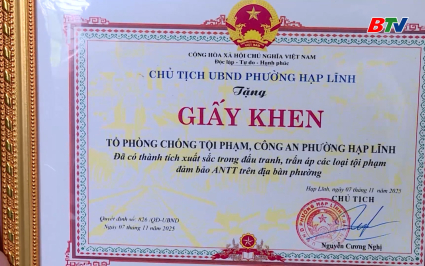 BTV
CỘNG HÒA XÃ HỘI CHỦ NGHĨA VIỆT NAM
Độc lập - Tự do - Hạnh phúc
CHỦ TỊCH UBND PHƯỜNG HẠP LĨNH
Tặng
GIẤY KHEN
TỔ PHÒNG CHỐNG TỘI PHẠM, CÔNG AN PHƯỜNG HẠP LĨNH
Đã có thành tích xuất sắc trong đấu tranh, trấn áp các loại tội phạm
đảm bảo ANTT trên địa bàn phường
Hạp Lĩnh, ngày 07 tháng 11 năm 2025
CHỦ TỊCH
Quyết định số: 826 -QĐ/UBND
Ngày 07 tháng 11 năm 2025
Nguyễn Cương Nghị